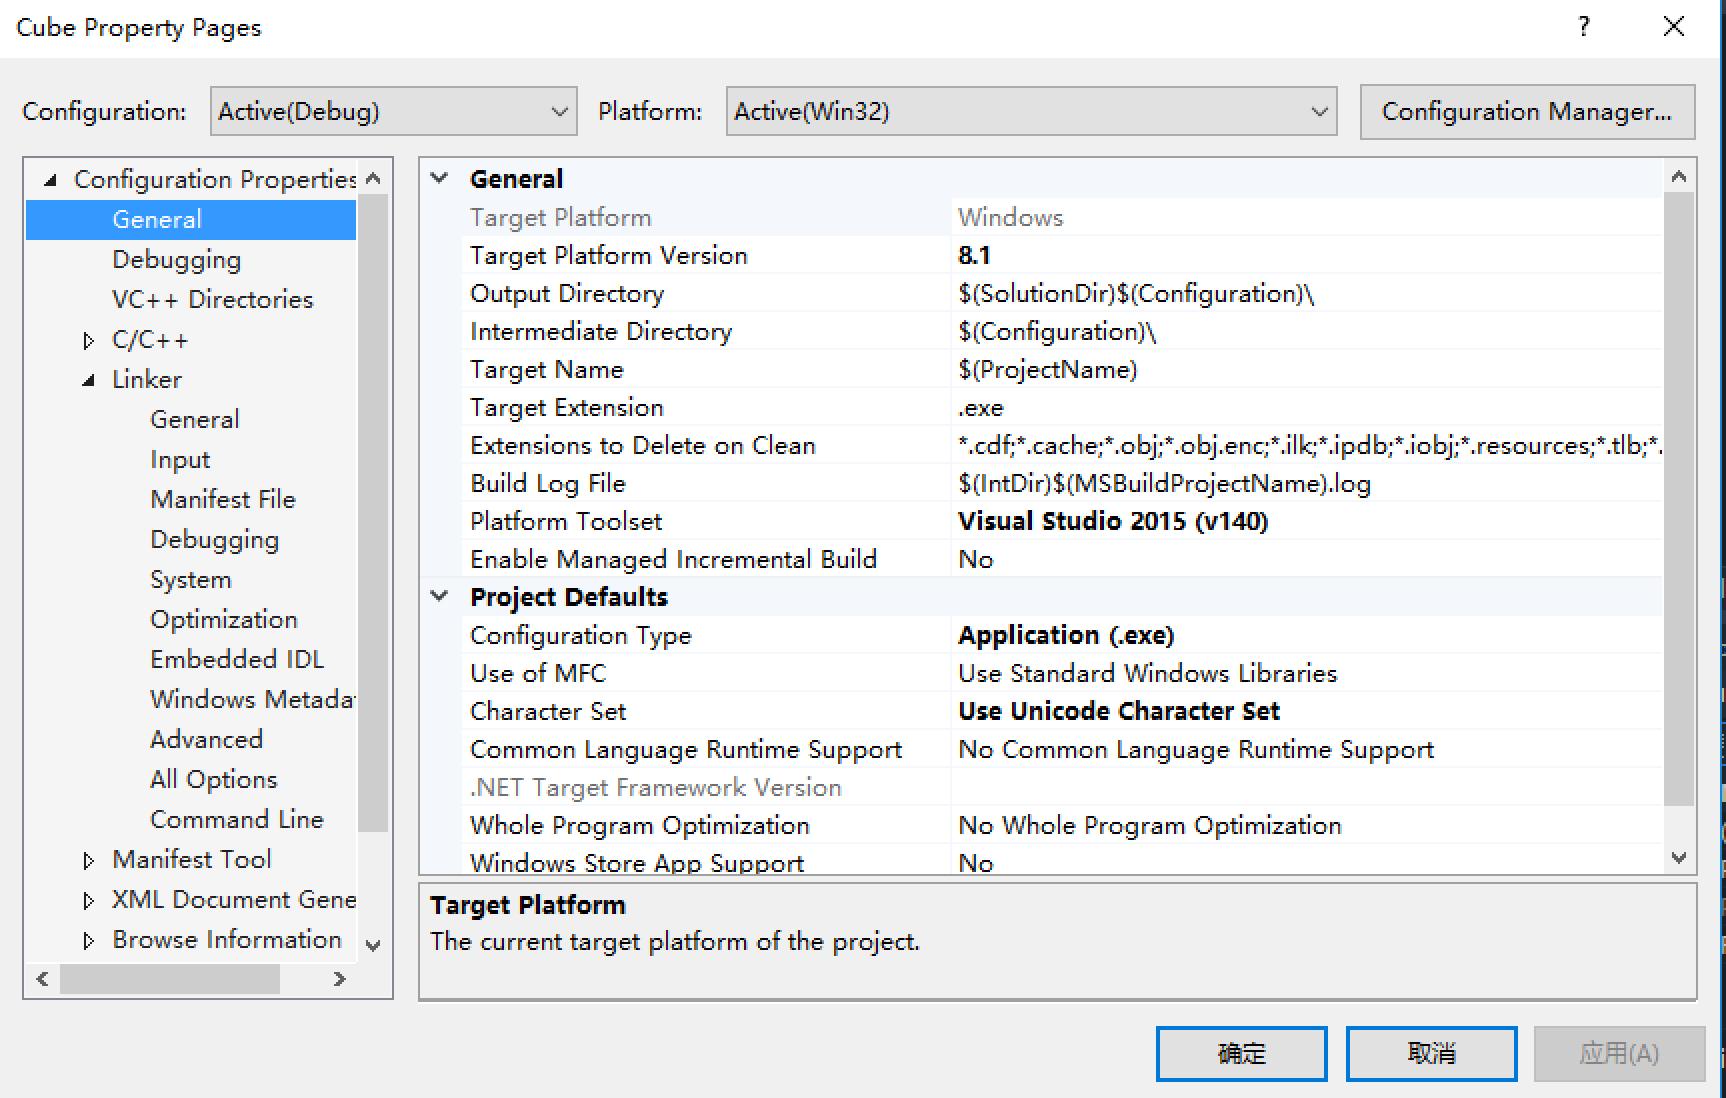 Cube Property Pages
?
Configuration: Active(Debug) Platform: Active(Win32) Configuration Manager...
Configuration Properties
General
Debugging
VC++ Directories
C/C++
Linker
General
Input
Manifest File
Debugging
System
Optimization
Embedded IDL
Windows Metada
Advanced
All Options
Command Line
Manifest Tool
XML Document Gene
Browse Information
General
Target Platform Windows
Target Platform Version 8.1
Output Directory $(SolutionDir)$(Configuration)\
Intermediate Directory $(Configuration)\
Target Name $(ProjectName)
Target Extension .exe
Extensions to Delete on Clean *.cdf;*.cache;*.obj;*.obj.enc;*.ilk;*.ipdb;*.iobj;*.resources;*.tlb;*.
Build Log File $(IntDir)$(MSBuildProjectName).log
Platform Toolset Visual Studio 2015 (v140)
Enable Managed Incremental Build No
Project Defaults
Configuration Type Application (.exe)
Use of MFC Use Standard Windows Libraries
Character Set Use Unicode Character Set
Common Language Runtime Support No Common Language Runtime Support
.NET Target Framework Version
Whole Program Optimization No Whole Program Optimization
Windows Store App Support No
Target Platform
The current target platform of the project.
确定 取消 应用(A)